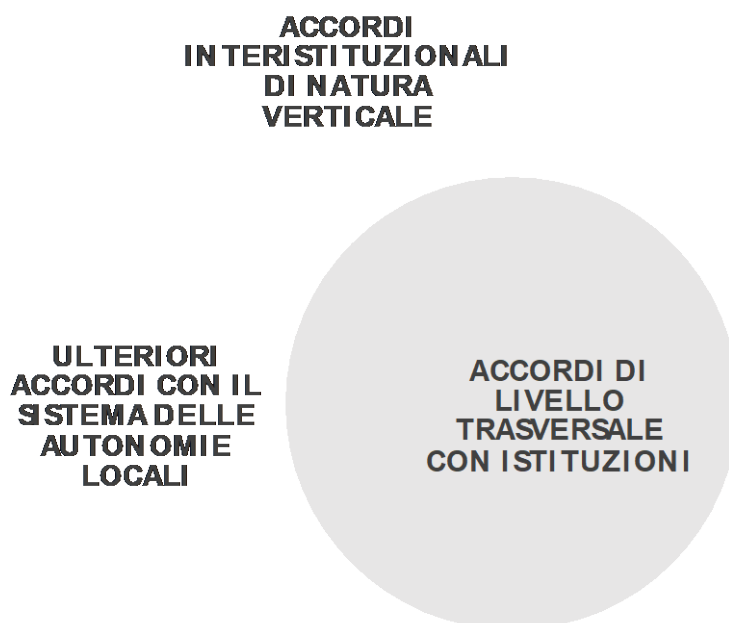 ACCORDI
INTERISTITUZIONALI
DI NATURA
VERTICALE
ULTERIORI
ACCORDI CON IL
SISTEMA DELLE
AUTONOMIE
LOCALI
ACCORDI DI
LIVELLO
TRASVERSALE
CON ISTITUZIONI